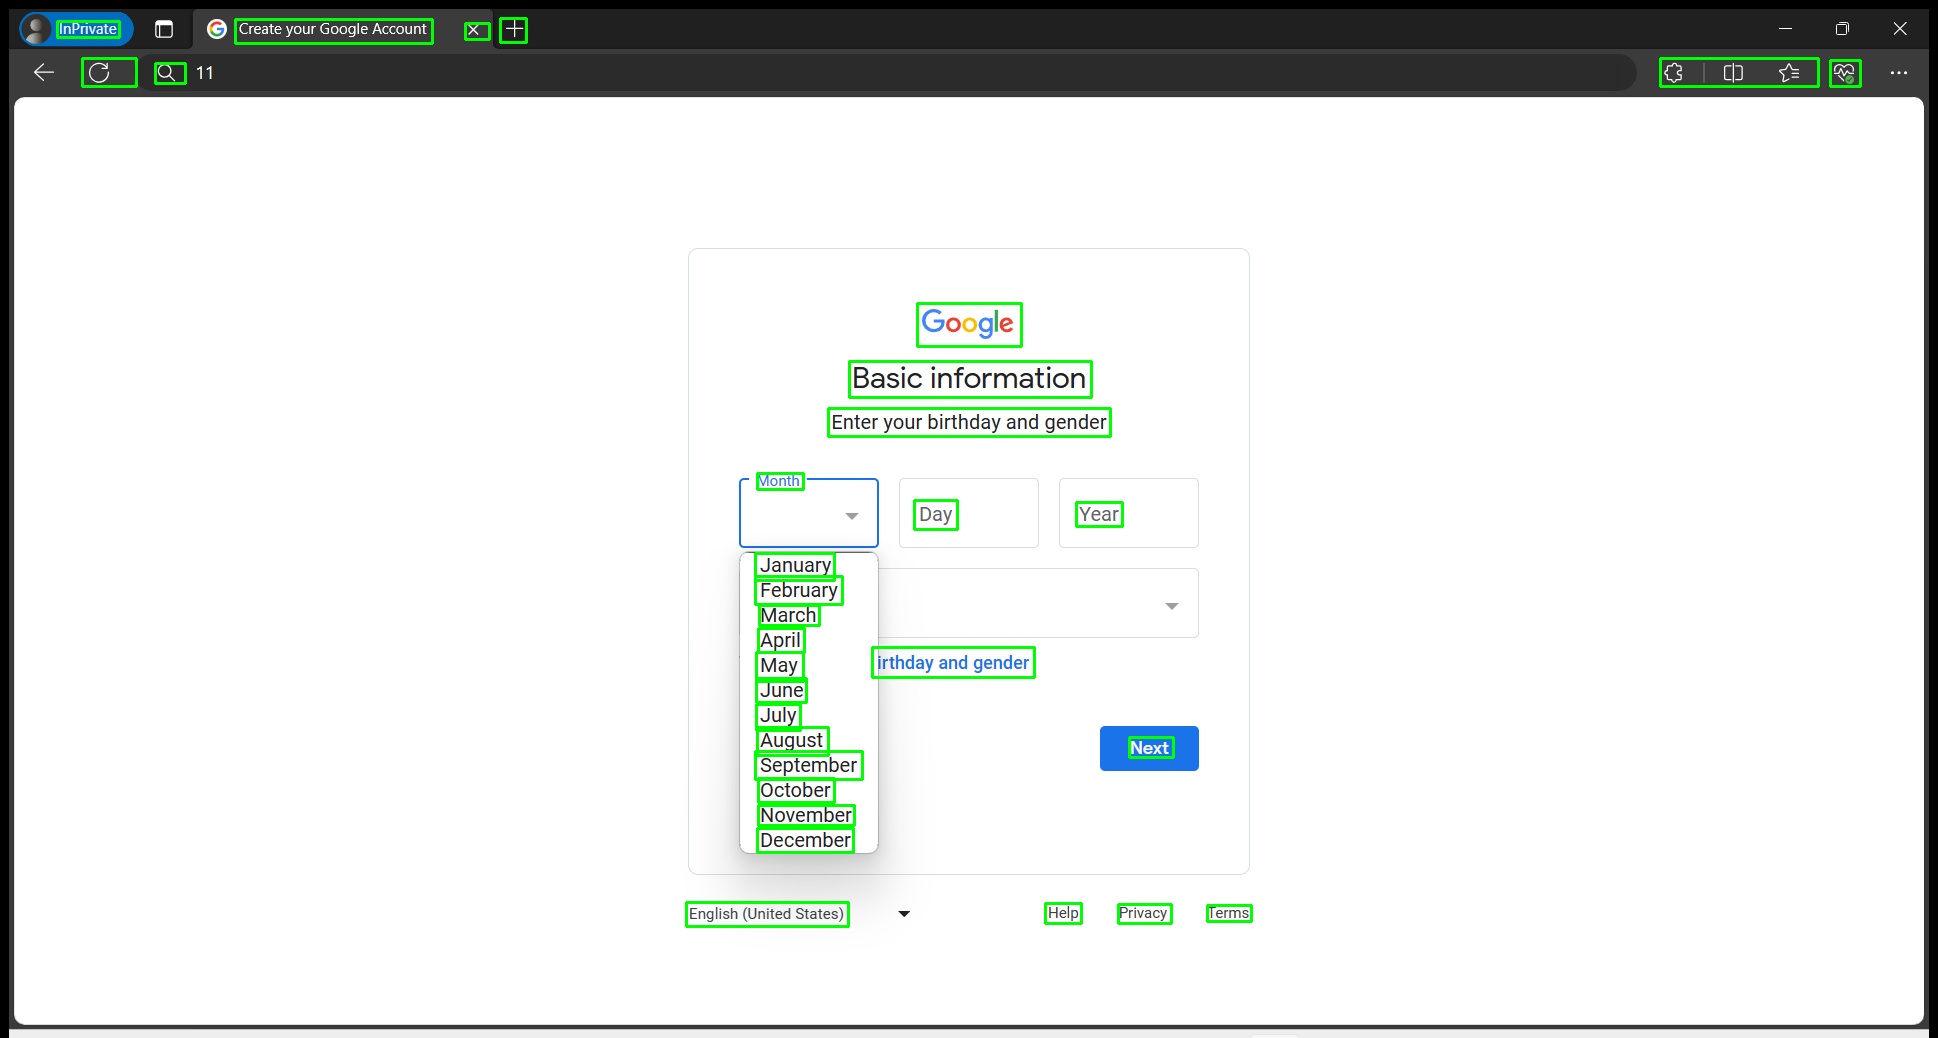 InPrivate
Create your Google Account
11
Google
Basic information
Enter your birthday and gender
Month
Day
Year
January
February
March
April
May
irthday and gender
June
July
August
Next
September
October
November
December
English (United States)
Help
Privacy
Terms